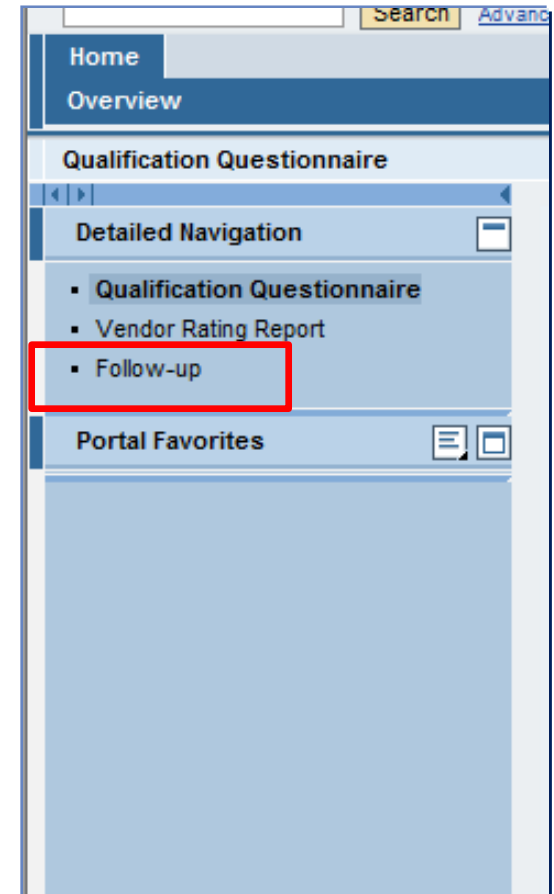 Search Advanc
Home
Overview
Qualification Questionnaire
Detailed Navigation
Qualification Questionnaire
Vendor Rating Report
Follow-up
Portal Favorites